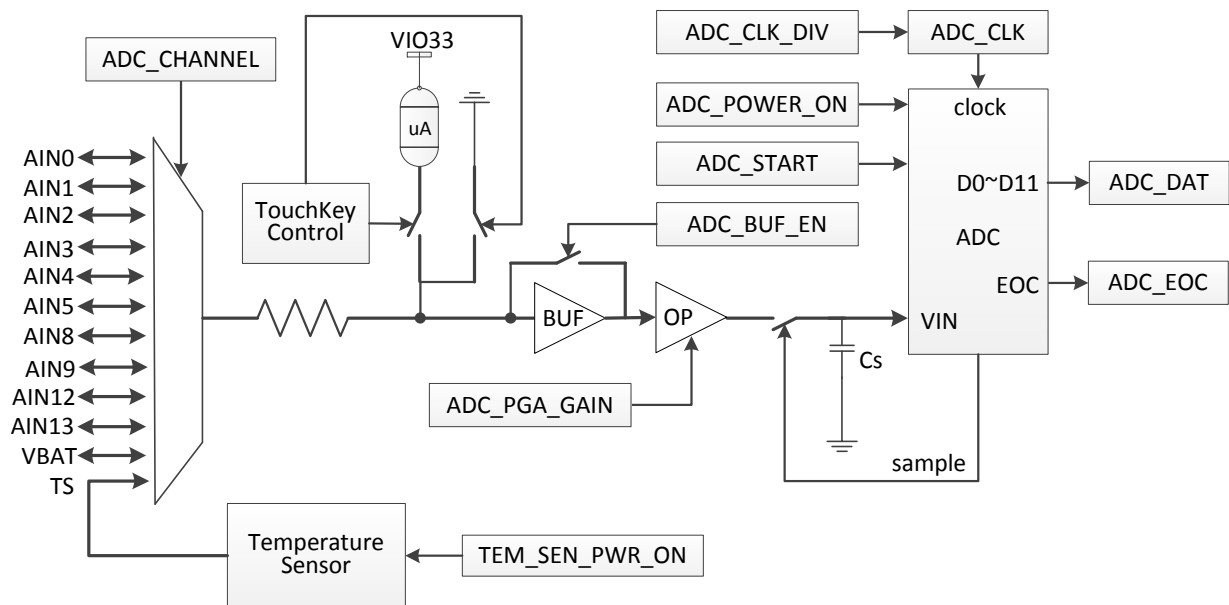 ADC_CHANNEL
VIO33
uA
ADC_CLK_DIV
ADC_CLK
ADC_POWER_ON
ADC_START
clock
D0~D11
ADC
EOC
VIN
ADC_DAT
ADC_EOC
AIN0
AIN1
AIN2
AIN3
AIN4
AIN5
AIN8
AIN9
AIN12
AIN13
VBAT
TS
TouchKey
Control
ADC_BUF_EN
BUF
OP
Cs
ADC_PGA_GAIN
sample
Temperature
Sensor
TEM_SEN_PWR_ON